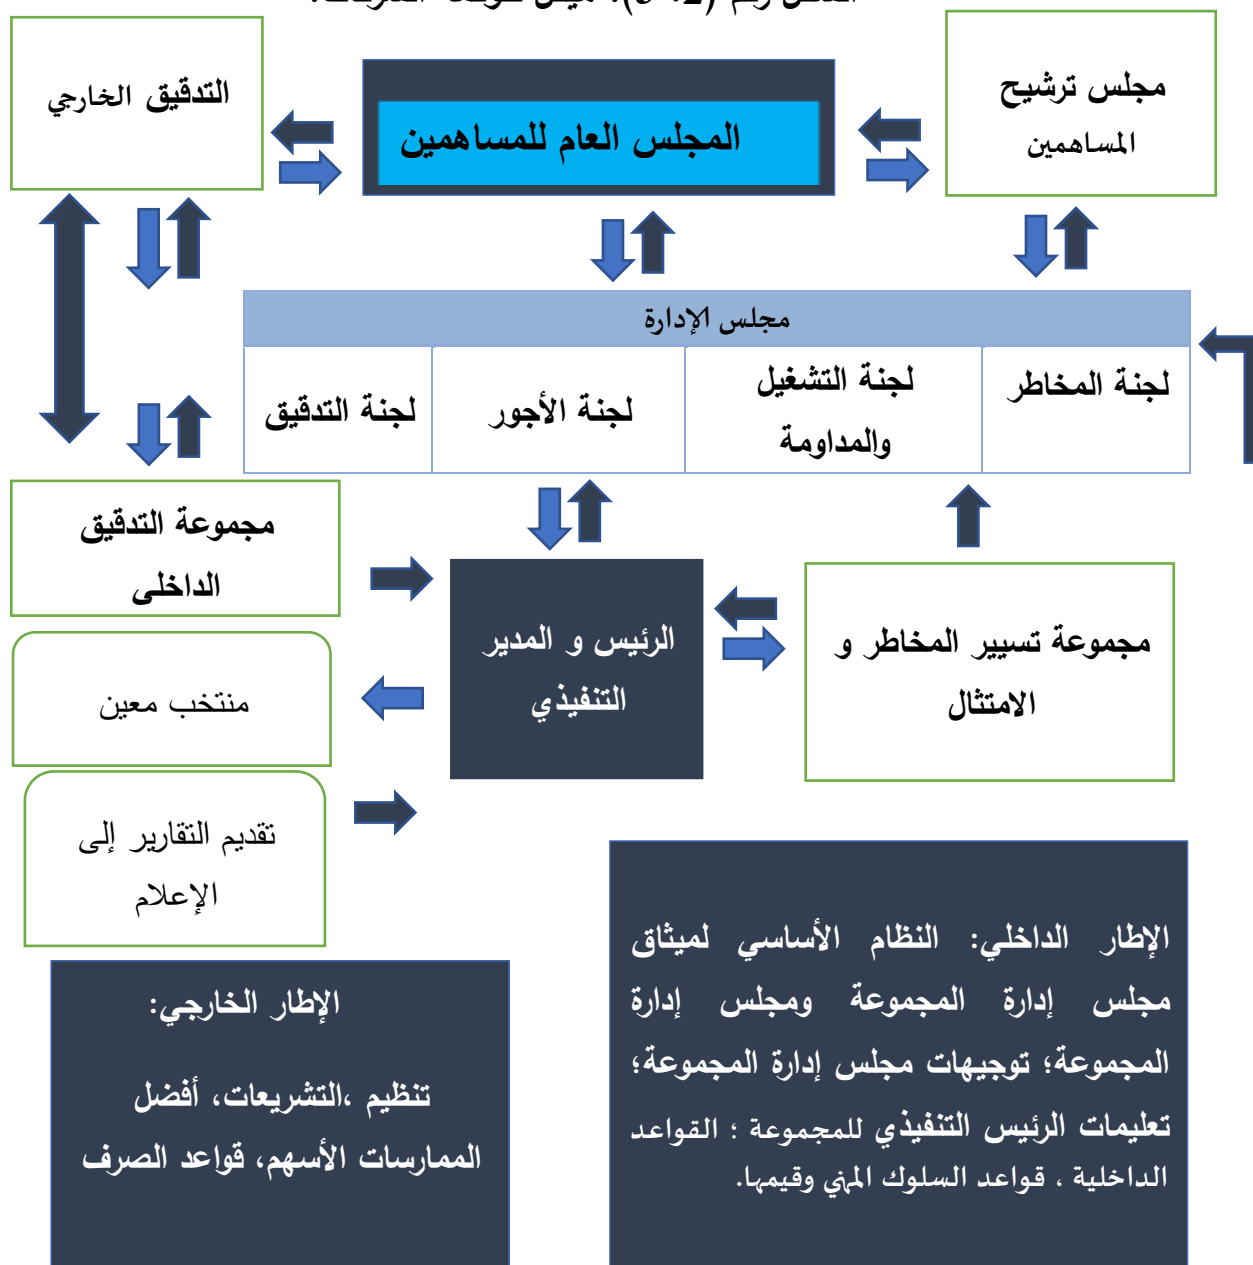 مجلس ترشيح
المساهمين
المجلس العام للمساهمين
التدقيق الخارجي
مجلس الإدارة
لجنة المخاطر
لجنة التشغيل
والمداومة
لجنة الأجور
لجنة التدقيق
مجموعة التدقيق
الداخلي
الرئيس و المدير
التنفيذي
مجموعة تسيير المخاطر و
الامتثال
منتخب معين
تقديم التقارير إلى
الإعلام
الإطار الداخلي: النظام الأساسي لميثاق
مجلس إدارة المجموعة ومجلس إدارة
المجموعة؛ توجيهات مجلس إدارة المجموعة؛
تعليمات الرئيس التنفيذي للمجموعة ؛ القواعد
الداخلية ، قواعد السلوك المهني وقيمها.
الإطار الخارجي:
تنظيم ،التشريعات، أفضل
الممارسات الأسهم، قواعد الصرف